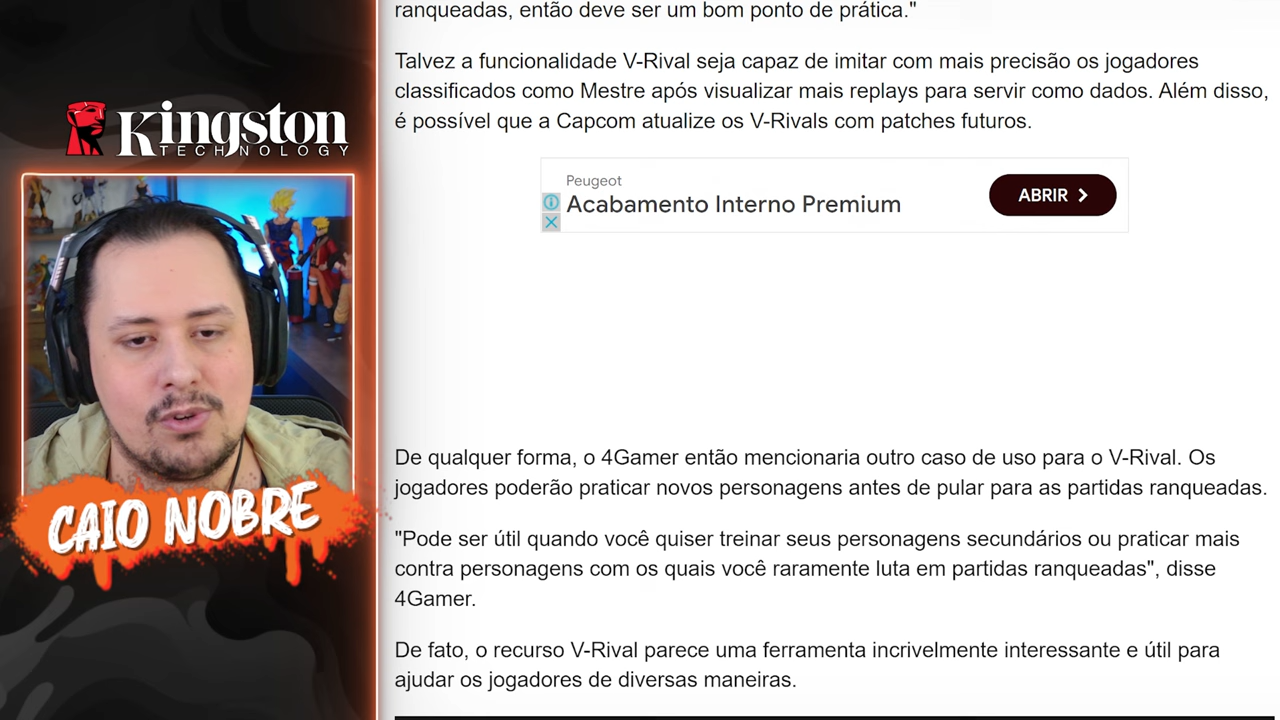 Kingston
TECHNOLOGY
CAIO NOBRE
ranqueadas, então deve ser um bom ponto de prática."
Talvez a funcionalidade V-Rival seja capaz de imitar com mais precisão os jogadores
classificados como Mestre após visualizar mais replays para servir como dados. Além disso,
é possível que a Capcom atualize os V-Rivals com patches futuros.
Peugeot
Acabamento Interno Premium
ABRIR
De qualquer forma, o 4Gamer então mencionaria outro caso de uso para o V-Rival. Os
jogadores poderão praticar novos personagens antes de pular para as partidas ranqueadas.
"Pode ser útil quando você quiser treinar seus personagens secundários ou praticar mais
contra personagens com os quais você raramente luta em partidas ranqueadas", disse
4Gamer.
De fato, o recurso V-Rival parece uma ferramenta incrivelmente interessante e útil para
ajudar os jogadores de diversas maneiras.